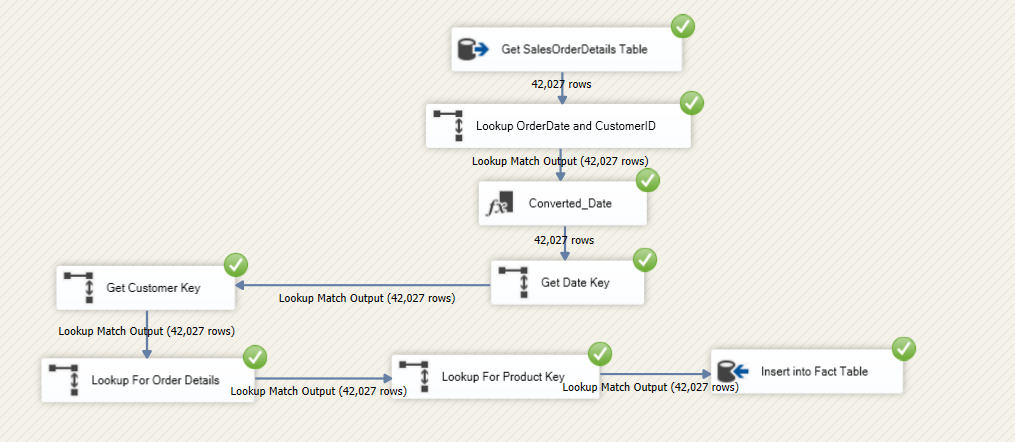 Get SalesOrderDetails Table
42,027 rows
Lookup OrderDate and CustomerID
Lookup Match Output (42,027 rows)
fx
Converted_Date
42,027 rows
Get Date Key
Lookup Match Output (42,027 rows)
Get Customer Key
Lookup Match Output (42,027 rows)
Lookup For Order Details
Lookup Match Output (42,027 rows)
Lookup For Product Key
Lookup Match Output (42,027 rows)
Insert into Fact Table